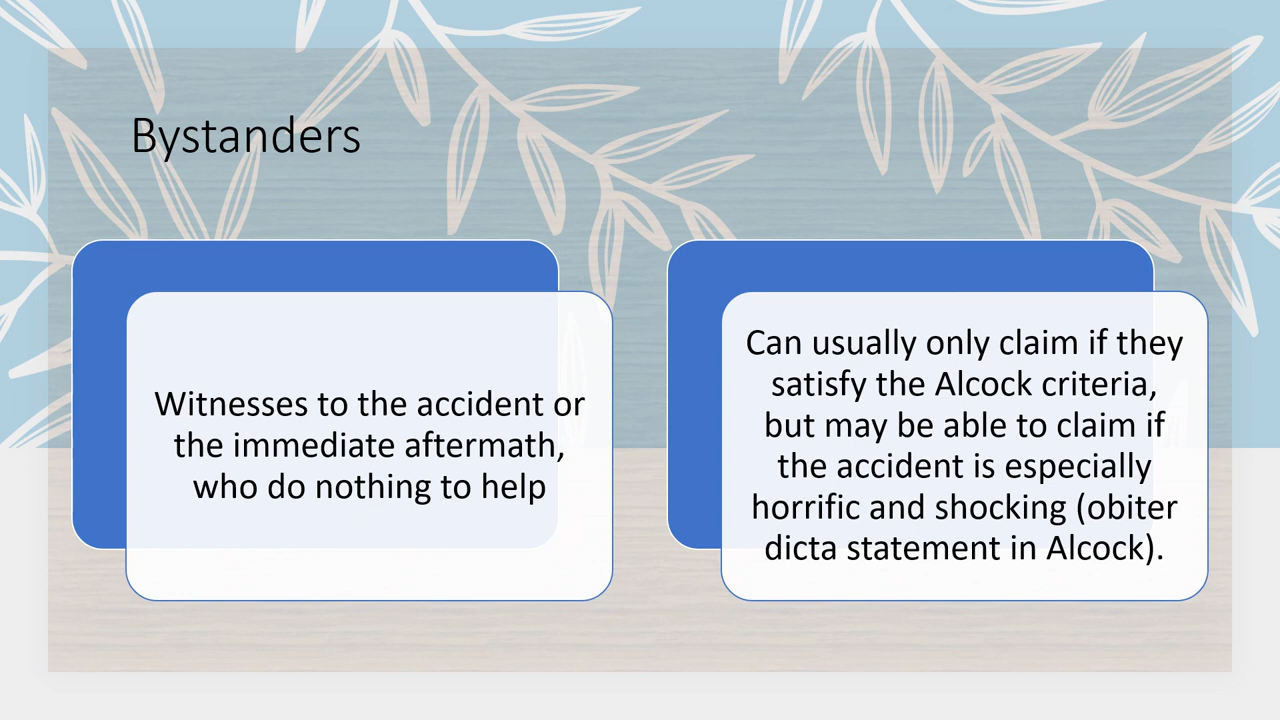 Bystanders
Witnesses to the accident or
the immediate aftermath,
who do nothing to help
Can usually only claim if they
satisfy the Alcock criteria,
but may be able to claim if
the accident is especially
horrific and shocking (obiter
dicta statement in Alcock).